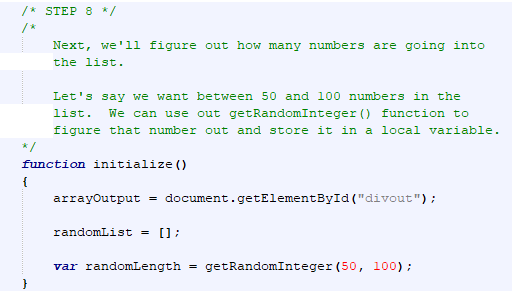 /* STEP 8 */
/*
Next, we'll figure out how many numbers are going into
the list.
Let's say we want between 50 and 100 numbers in the
list.  We can use out getRandomInteger() function to
figure that number out and store it in a local variable.
*/
function initialize()
{
arrayOutput = document.getElementById("divout");
randomList = [];
var randomLength = getRandomInteger(50, 100);
}